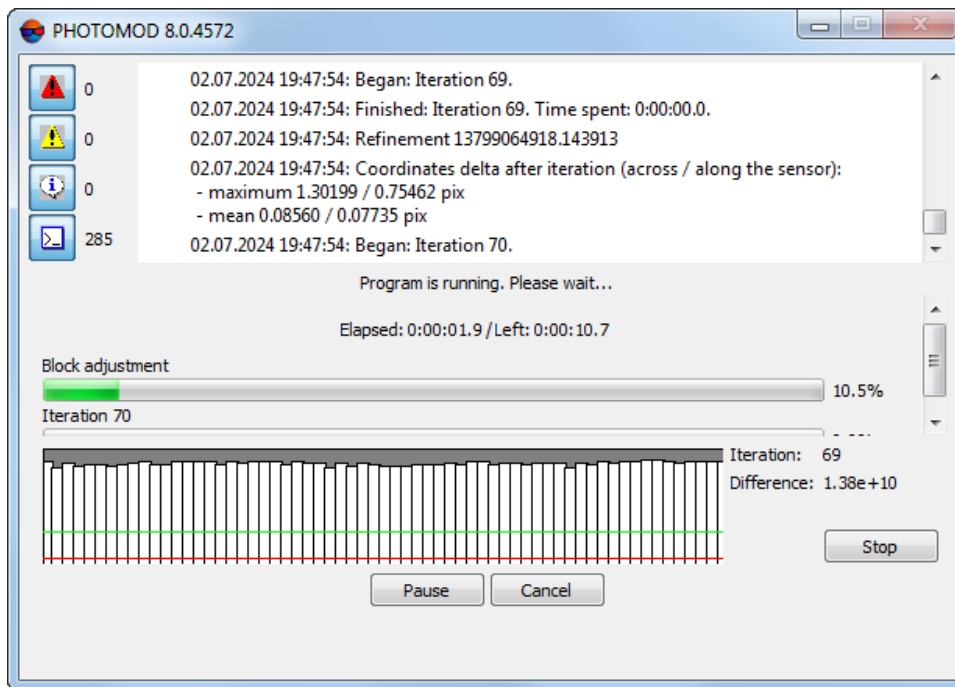 PHOTOMOD 8.0.4572
0
02.07.2024 19:47:54: Began: Iteration 69.
02.07.2024 19:47:54: Finished: Iteration 69. Time spent: 0:00:00.0.
0
02.07.2024 19:47:54: Refinement 13799064918.143913
02.07.2024 19:47:54: Coordinates delta after iteration (across / along the sensor):
0
- maximum 1.30199 / 0.75462 pix
- mean 0.08560 / 0.07735 pix
285
02.07.2024 19:47:54: Began: Iteration 70.
Program is running. Please wait...
Elapsed: 0:00:01.9 /Left: 0:00:10.7
Block adjustment
10.5%
Iteration 70
Iteration: 69
Difference: 1.38e+10
Stop
Pause
Cancel